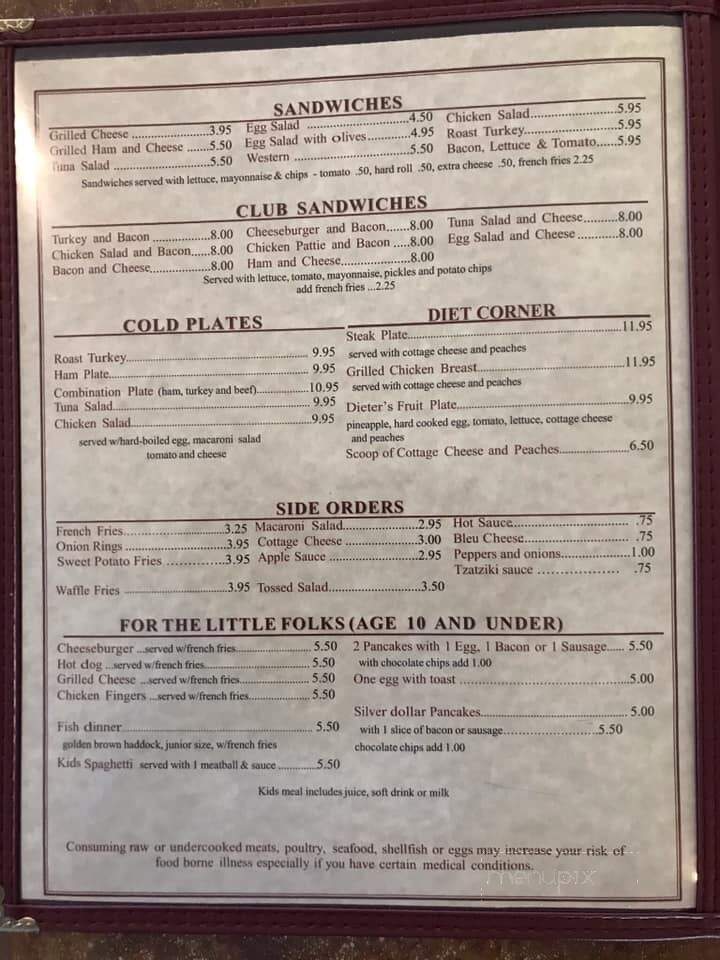 SANDWICHES
Grilled Cheese ........................3.95
Grilled Ham and Cheese .......5.50
Tuna Salad ..............................5.50
Egg Salad ................................4.50
Egg Salad with olives............4.95
Western ....................................5.50
Chicken Salad............................5.95
Roast Turkey.............................5.95
Bacon, Lettuce & Tomato......5.95
Sandwiches served with lettuce, mayonnaise & chips - tomato .50, hard roll .50, extra cheese .50, french fries 2.25
CLUB SANDWICHES
Turkey and Bacon .................8.00
Chicken Salad and Bacon.....8.00
Bacon and Cheese..................8.00
Cheeseburger and Bacon.......8.00
Chicken Pattie and Bacon .....8.00
Ham and Cheese.....................8.00
Tuna Salad and Cheese..........8.00
Egg Salad and Cheese ............8.00
Served with lettuce, tomato, mayonnaise, pickles and potato chips
add french fries ...2.25
COLD PLATES
Roast Turkey................................................ 9.95
Ham Plate..................................................... 9.95
Combination Plate (ham, turkey and beef)................10.95
Tuna Salad.................................................... 9.95
Chicken Salad..............................................9.95
served w/hard-boiled egg, macaroni salad
tomato and cheese
DIET CORNER
Steak Plate................................................................11.95
served with cottage cheese and peaches
Grilled Chicken Breast...........................................11.95
served with cottage cheese and peaches
Dieter's Fruit Plate..................................................9.95
pineapple, hard cooked egg, tomato, lettuce, cottage cheese
and peaches
Scoop of Cottage Cheese and Peaches....................6.50
SIDE ORDERS
French Fries..........................3.25
Onion Rings .........................3.95
Sweet Potato Fries .............3.95
Waffle Fries ..........................3.95
Macaroni Salad.....................2.95
Cottage Cheese .....................3.00
Apple Sauce .........................2.95
Tossed Salad..........................3.50
Hot Sauce................................ .75
Bleu Cheese............................. .75
Peppers and onions..................1.00
Tzatziki sauce .................. .75
FOR THE LITTLE FOLKS (AGE 10 AND UNDER)
Cheeseburger ...served w/french fries....................... 5.50
Hot dog ...served w/french fries................................ 5.50
Grilled Cheese ...served w/french fries..................... 5.50
Chicken Fingers ...served w/french fries.................. 5.50
Fish dinner.......................................................... 5.50
golden brown haddock, junior size, w/french fries
Kids Spaghetti served with 1 meatball & sauce ............5.50
2 Pancakes with 1 Egg, 1 Bacon or 1 Sausage..... 5.50
with chocolate chips add 1.00
One egg with toast ...........................................5.00
Silver dollar Pancakes........................................... 5.00
with 1 slice of bacon or sausage........................5.50
chocolate chips add 1.00
Kids meal includes juice, soft drink or milk
Consuming raw or undercooked meats, poultry, seafood, shellfish or eggs may increase your risk of
food borne illness especially if you have certain medical conditions.
menupix